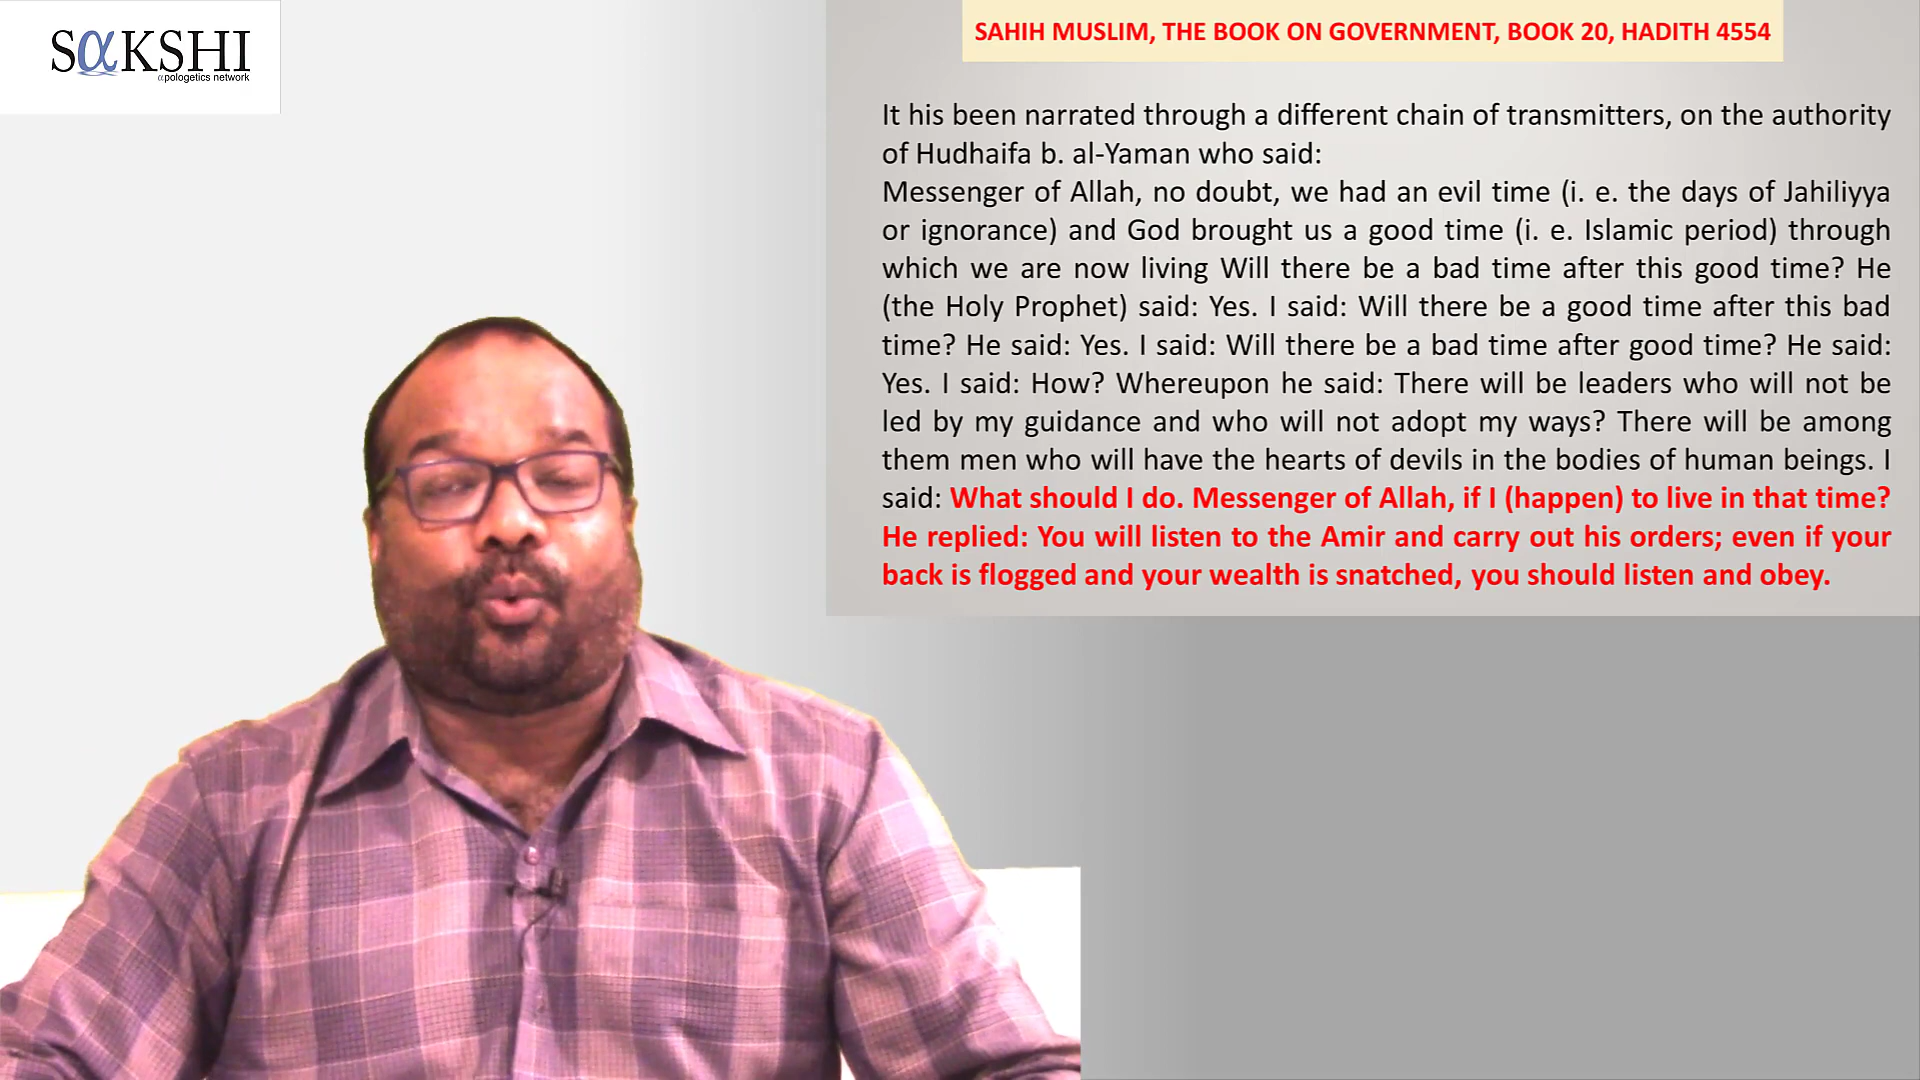 SαKSHI
αpologetics network
SAHIH MUSLIM, THE BOOK ON GOVERNMENT, BOOK 20, HADITH 4554
It his been narrated through a different chain of transmitters, on the authority
of Hudhaifa b. al-Yaman who said:
Messenger of Allah, no doubt, we had an evil time (i. e. the days of Jahiliyya
or ignorance) and God brought us a good time (i. e. Islamic period) through
which we are now living Will there be a bad time after this good time? He
(the Holy Prophet) said: Yes. I said: Will there be a good time after this bad
time? He said: Yes. I said: Will there be a bad time after good time? He said:
Yes. I said: How? Whereupon he said: There will be leaders who will not be
led by my guidance and who will not adopt my ways? There will be among
them men who will have the hearts of devils in the bodies of human beings. I
said: What should I do. Messenger of Allah, if I (happen) to live in that time?
He replied: You will listen to the Amir and carry out his orders; even if your
back is flogged and your wealth is snatched, you should listen and obey.